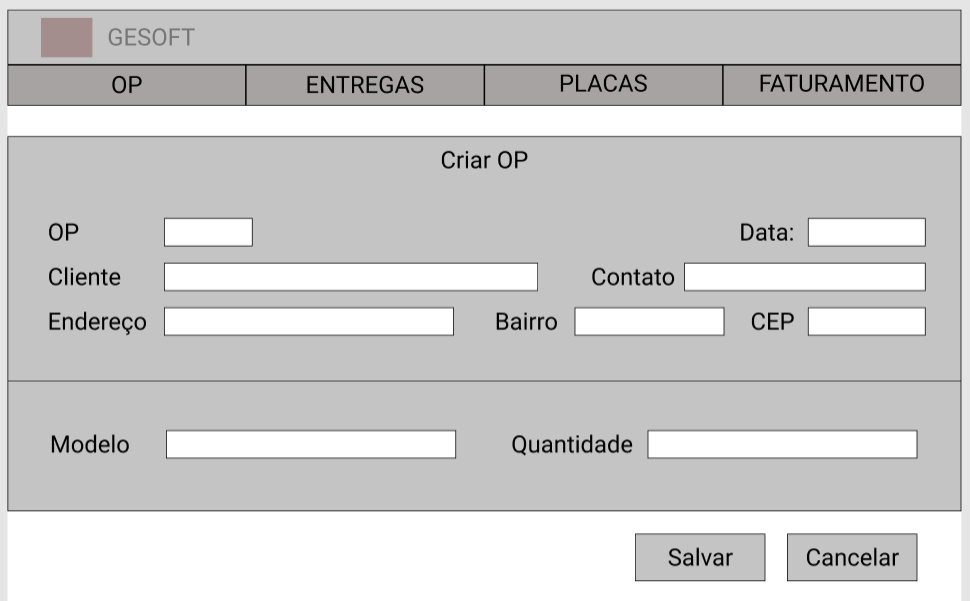 GESOFT
OP ENTREGAS PLACAS FATURAMENTO
Criar OP
OP Data:
Cliente Contato
Endereço Bairro CEP
Modelo Quantidade
Salvar Cancelar